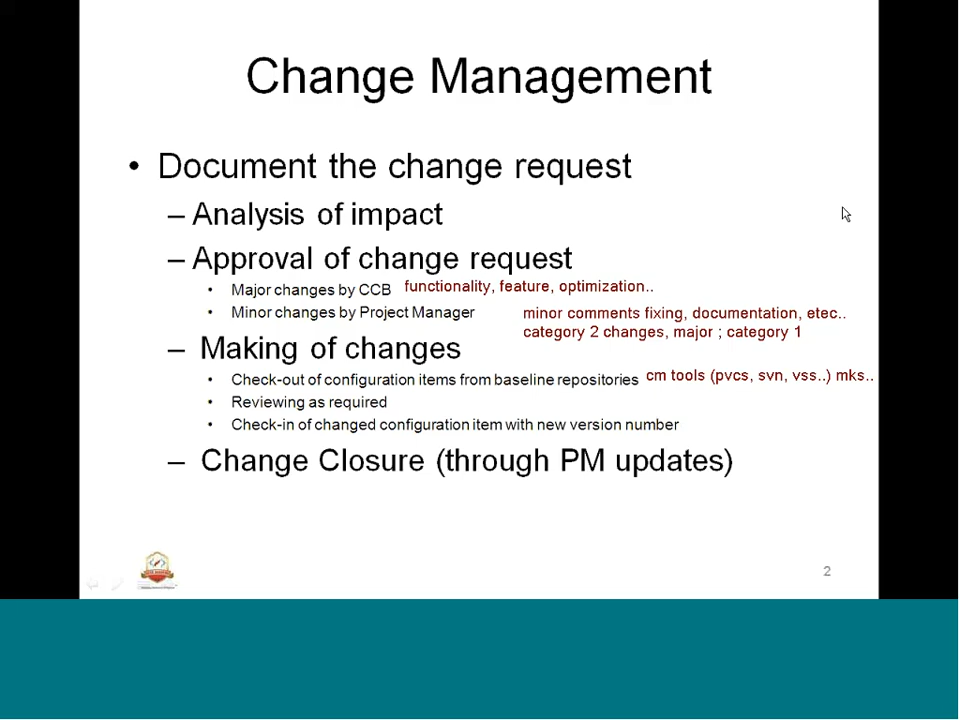 Change Management
• Document the change request
– Analysis of impact
– Approval of change request
• Major changes by CCB functionality, feature, optimization..
• Minor changes by Project Manager minor comments fixing, documentation, etec..
category 2 changes, major ; category 1
– Making of changes
• Check-out of configuration items from baseline repositories cm tools (pvcs, svn, vss..) mks..
• Reviewing as required
• Check-in of changed configuration item with new version number
– Change Closure (through PM updates)
2